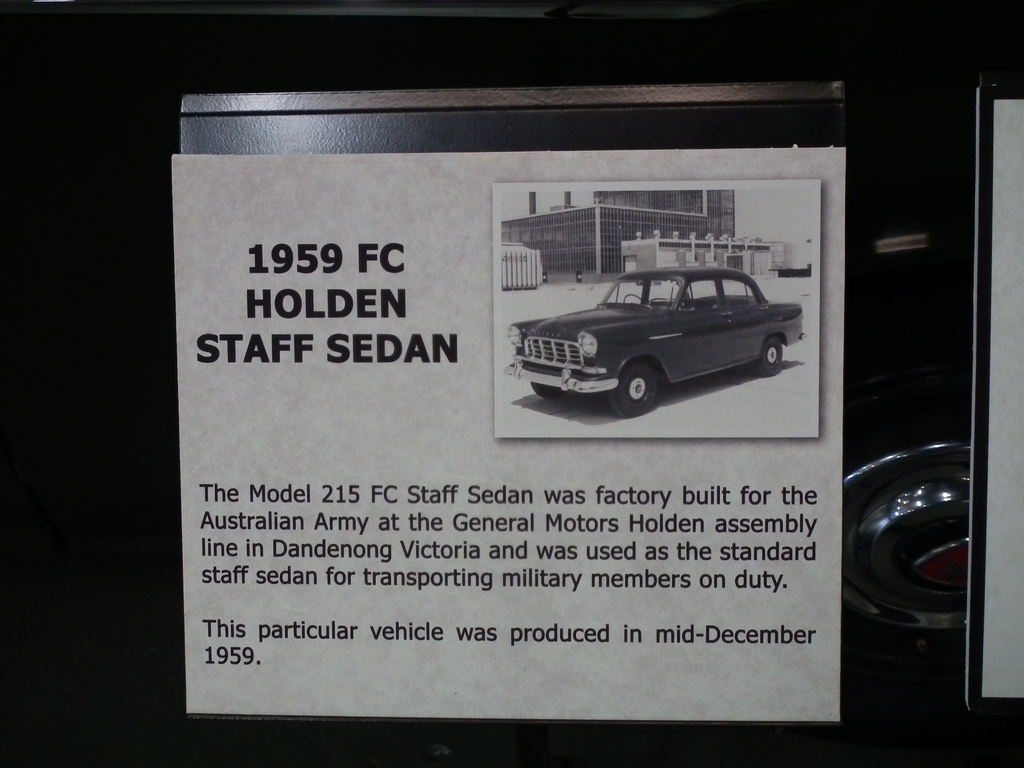 1959 FC
HOLDEN
STAFF SEDAN
The Model 215 FC Staff Sedan was factory built for the
Australian Army at the General Motors Holden assembly
line in Dandenong Victoria and was used as the standard
staff sedan for transporting military members on duty.
This particular vehicle was produced in mid-December
1959.